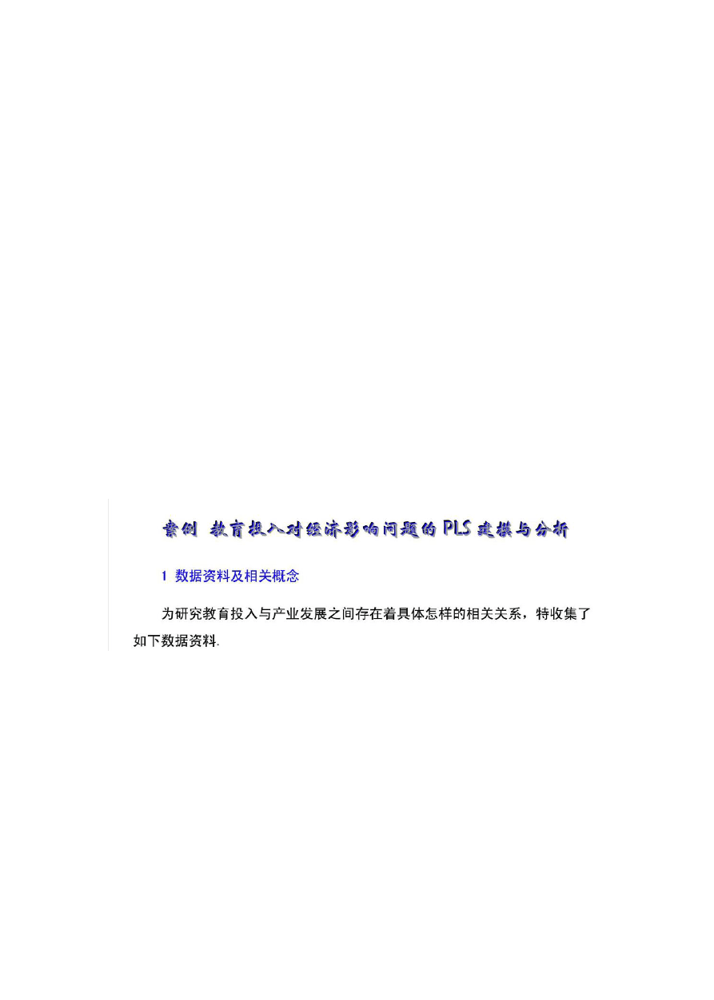 案例 教育投入对经济影响问题的 PLS 建模与分析
1 数据资料及相关概念
为研究教育投入与产业发展之间存在着具体怎样的相关关系，特收集了
如下数据资料.